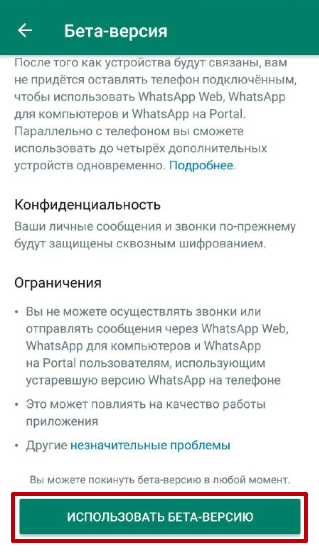 Бета-версия
После того как устройства будут связаны, вам
не придётся оставлять телефон подключённым,
чтобы использовать WhatsApp Web, WhatsApp
для компьютеров и WhatsApp на Portal.
Параллельно с телефоном вы сможете
использовать до четырёх дополнительных
устройств одновременно. Подробнее.
Конфиденциальность
Ваши личные сообщения и звонки по-прежнему
будут защищены сквозным шифрованием.
Ограничения
• Вы не можете осуществлять звонки или
отправлять сообщения через WhatsApp Web,
WhatsApp для компьютеров и WhatsApp
на Portal пользователям, использующим
устаревшую версию WhatsApp на телефоне
• Это может повлиять на качество работы
приложения
• Другие незначительные проблемы
Вы можете покинуть бета-версию в любой момент.
ИСПОЛЬЗОВАТЬ БЕТА-ВЕРСИЮ